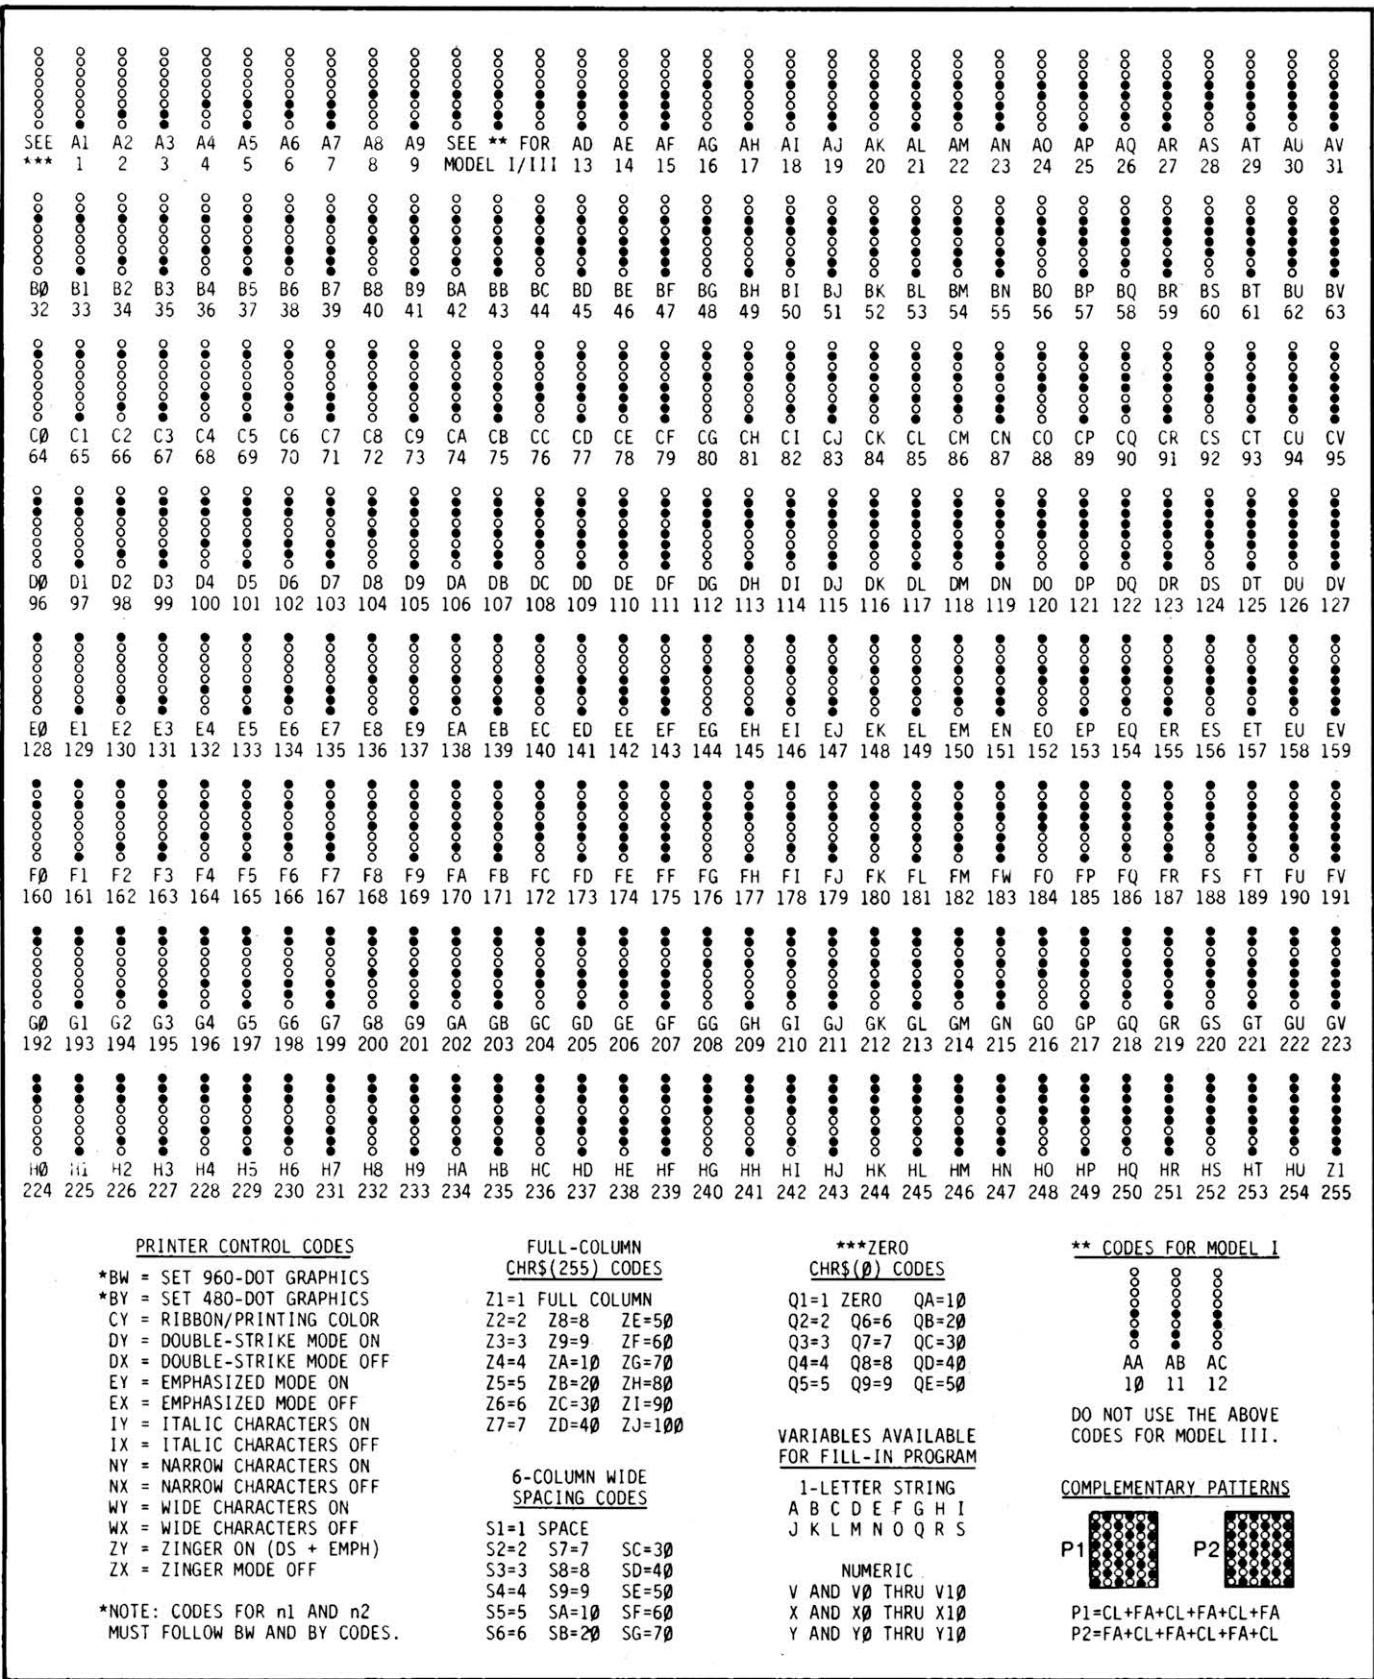 SEE A1 A2 A3 A4 A5 A6 A7 A8 A9 SEE ** FOR AD AE AF AG AH AI AJ AK AL AM AN AO AP AQ AR AS AT AU AV
*** 1 2 3 4 5 6 7 8 9 MODEL I/III 13 14 15 16 17 18 19 20 21 22 23 24 25 26 27 28 29 30 31
BØ B1 B2 B3 B4 B5 B6 B7 B8 B9 BA BB BC BD BE BF BG BH BI BJ BK BL BM BN BO BP BQ BR BS BT BU BV
32 33 34 35 36 37 38 39 40 41 42 43 44 45 46 47 48 49 50 51 52 53 54 55 56 57 58 59 60 61 62 63
CØ C1 C2 C3 C4 C5 C6 C7 C8 C9 CA CB CC CD CE CF CG CH CI CJ CK CL CM CN CO CP CQ CR CS CT CU CV
64 65 66 67 68 69 70 71 72 73 74 75 76 77 78 79 80 81 82 83 84 85 86 87 88 89 90 91 92 93 94 95
DØ D1 D2 D3 D4 D5 D6 D7 D8 D9 DA DB DC DD DE DF DG DH DI DJ DK DL DM DN DO DP DQ DR DS DT DU DV
96 97 98 99 100 101 102 103 104 105 106 107 108 109 110 111 112 113 114 115 116 117 118 119 120 121 122 123 124 125 126 127
EØ E1 E2 E3 E4 E5 E6 E7 E8 E9 EA EB EC ED EE EF EG EH EI EJ EK EL EM EN EO EP EQ ER ES ET EU EV
128 129 130 131 132 133 134 135 136 137 138 139 140 141 142 143 144 145 146 147 148 149 150 151 152 153 154 155 156 157 158 159
FØ F1 F2 F3 F4 F5 F6 F7 F8 F9 FA FB FC FD FE FF FG FH FI FJ FK FL FM FW FO FP FQ FR FS FT FU FV
160 161 162 163 164 165 166 167 168 169 170 171 172 173 174 175 176 177 178 179 180 181 182 183 184 185 186 187 188 189 190 191
GØ G1 G2 G3 G4 G5 G6 G7 G8 G9 GA GB GC GD GE GF GG GH GI GJ GK GL GM GN GO GP GQ GR GS GT GU GV
192 193 194 195 196 197 198 199 200 201 202 203 204 205 206 207 208 209 210 211 212 213 214 215 216 217 218 219 220 221 222 223
HØ H1 H2 H3 H4 H5 H6 H7 H8 H9 HA HB HC HD HE HF HG HH HI HJ HK HL HM HN HO HP HQ HR HS HT HU Z1
224 225 226 227 228 229 230 231 232 233 234 235 236 237 238 239 240 241 242 243 244 245 246 247 248 249 250 251 252 253 254 255
PRINTER CONTROL CODES
*BW = SET 960-DOT GRAPHICS
*BY = SET 480-DOT GRAPHICS
CY = RIBBON/PRINTING COLOR
DY = DOUBLE-STRIKE MODE ON
DX = DOUBLE-STRIKE MODE OFF
EY = EMPHASIZED MODE ON
EX = EMPHASIZED MODE OFF
IY = ITALIC CHARACTERS ON
IX = ITALIC CHARACTERS OFF
NY = NARROW CHARACTERS ON
NX = NARROW CHARACTERS OFF
WY = WIDE CHARACTERS ON
WX = WIDE CHARACTERS OFF
ZY = ZINGER ON (DS + EMPH)
ZX = ZINGER MODE OFF
*NOTE: CODES FOR n1 AND n2
MUST FOLLOW BW AND BY CODES.
FULL-COLUMN
CHR$(255) CODES
Z1=1 FULL COLUMN
Z2=2 Z8=8 ZE=5Ø
Z3=3 Z9=9 ZF=6Ø
Z4=4 ZA=1Ø ZG=7Ø
Z5=5 ZB=2Ø ZH=8Ø
Z6=6 ZC=3Ø ZI=9Ø
Z7=7 ZD=4Ø ZJ=1ØØ
6-COLUMN WIDE
SPACING CODES
S1=1 SPACE
S2=2 S7=7 SC=3Ø
S3=3 S8=8 SD=4Ø
S4=4 S9=9 SE=5Ø
S5=5 SA=1Ø SF=6Ø
S6=6 SB=2Ø SG=7Ø
***ZERO
CHR$(Ø) CODES
Q1=1 ZERO QA=1Ø
Q2=2 Q6=6 QB=2Ø
Q3=3 Q7=7 QC=3Ø
Q4=4 Q8=8 QD=4Ø
Q5=5 Q9=9 QE=5Ø
VARIABLES AVAILABLE
FOR FILL-IN PROGRAM
1-LETTER STRING
A B C D E F G H I
J K L M N O Q R S
NUMERIC
V AND VØ THRU V1Ø
X AND XØ THRU X1Ø
Y AND YØ THRU Y1Ø
** CODES FOR MODEL I
AA AB AC
1Ø 11 12
DO NOT USE THE ABOVE
CODES FOR MODEL III.
COMPLEMENTARY PATTERNS
P1 P2
P1=CL+FA+CL+FA+CL+FA
P2=FA+CL+FA+CL+FA+CL